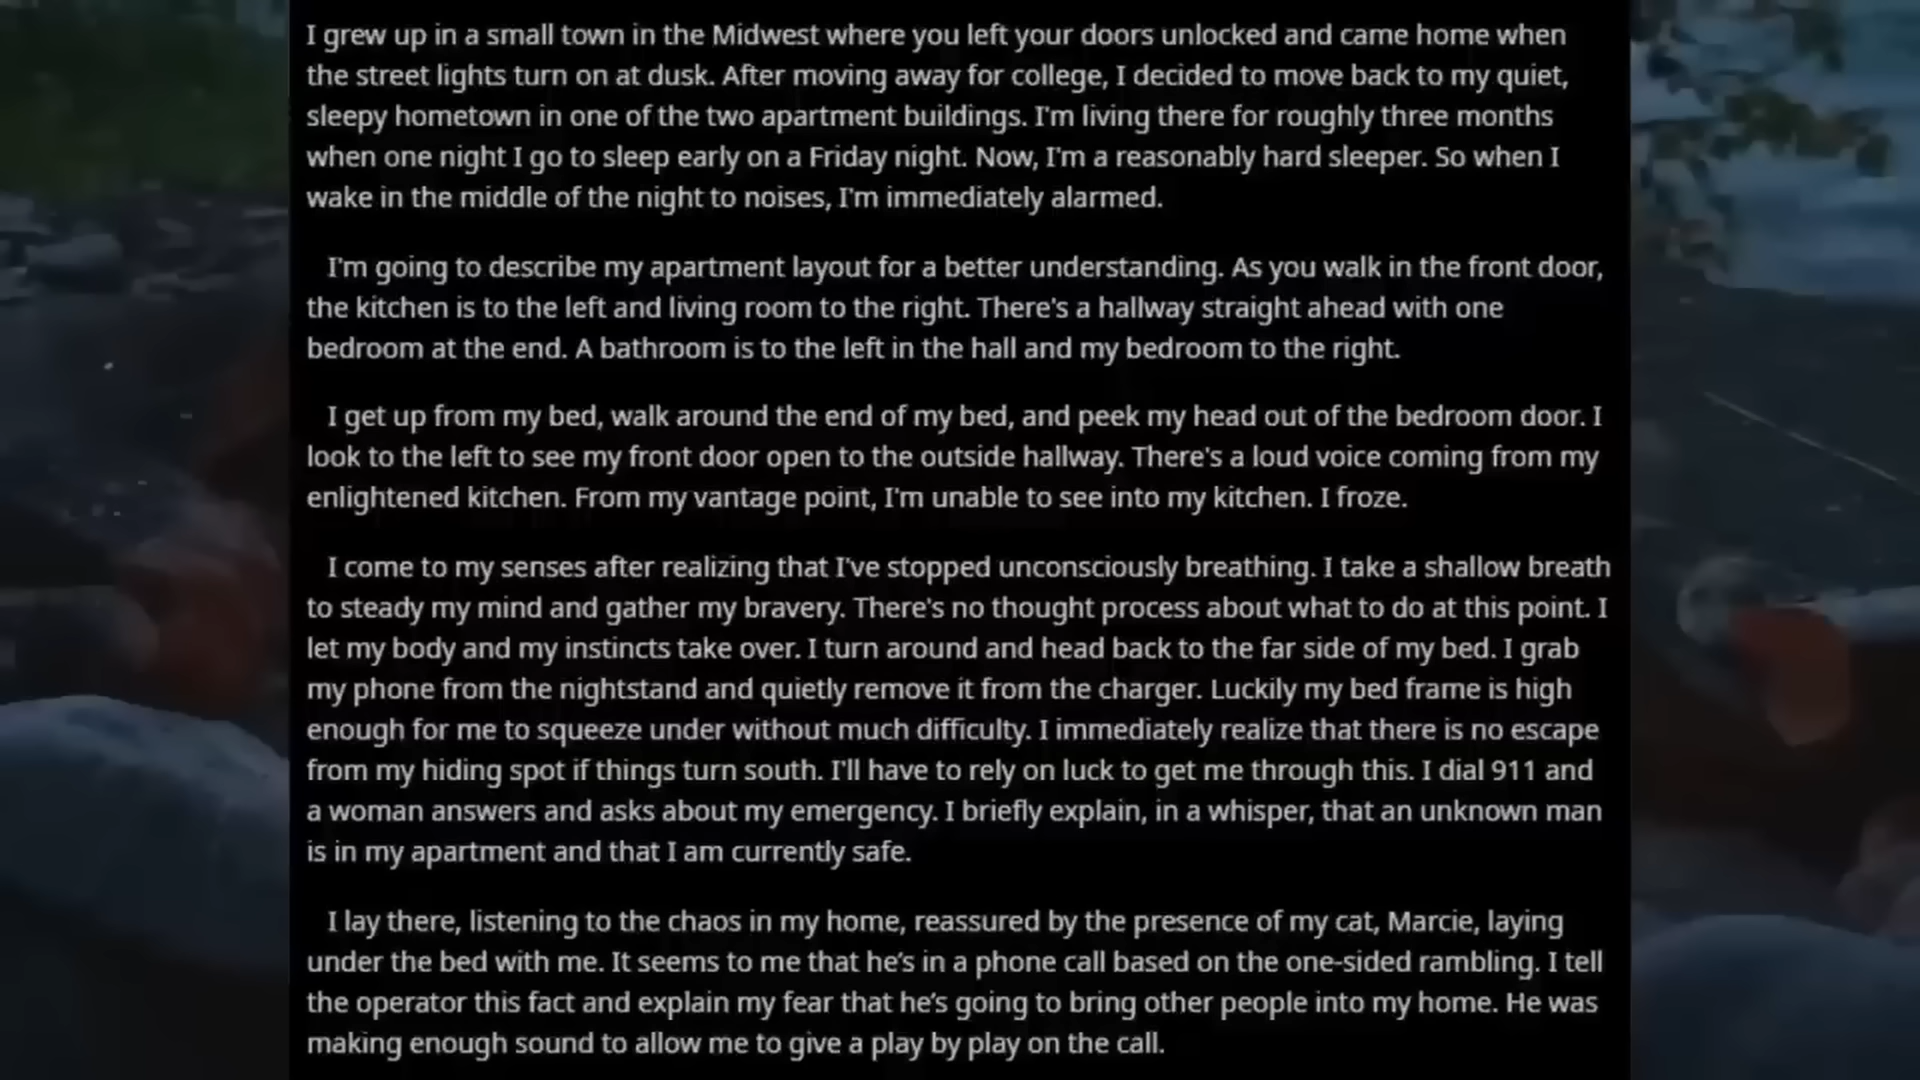 I grew up in a small town in the Midwest where you left your doors unlocked and came home when
the street lights turn on at dusk. After moving away for college, I decided to move back to my quiet,
sleepy hometown in one of the two apartment buildings. I'm living there for roughly three months
when one night I go to sleep early on a Friday night. Now, I'm a reasonably hard sleeper. So when I
wake in the middle of the night to noises, I'm immediately alarmed.
I'm going to describe my apartment layout for a better understanding. As you walk in the front door,
the kitchen is to the left and living room to the right. There's a hallway straight ahead with one
bedroom at the end. A bathroom is to the left in the hall and my bedroom to the right.
I get up from my bed, walk around the end of my bed, and peek my head out of the bedroom door. I
look to the left to see my front door open to the outside hallway. There's a loud voice coming from my
enlightened kitchen. From my vantage point, I'm unable to see into my kitchen. I froze.
I come to my senses after realizing that I've stopped unconsciously breathing. I take a shallow breath
to steady my mind and gather my bravery. There's no thought process about what to do at this point. I
let my body and my instincts take over. I turn around and head back to the far side of my bed. I grab
my phone from the nightstand and quietly remove it from the charger. Luckily my bed frame is high
enough for me to squeeze under without much difficulty. I immediately realize that there is no escape
from my hiding spot if things turn south. I'll have to rely on luck to get me through this. I dial 911 and
a woman answers and asks about my emergency. I briefly explain, in a whisper, that an unknown man
is in my apartment and that I am currently safe.
I lay there, listening to the chaos in my home, reassured by the presence of my cat, Marcie, laying
under the bed with me. It seems to me that he's in a phone call based on the one-sided rambling. I tell
the operator this fact and explain my fear that he's going to bring other people into my home. He was
making enough sound to allow me to give a play by play on the call.